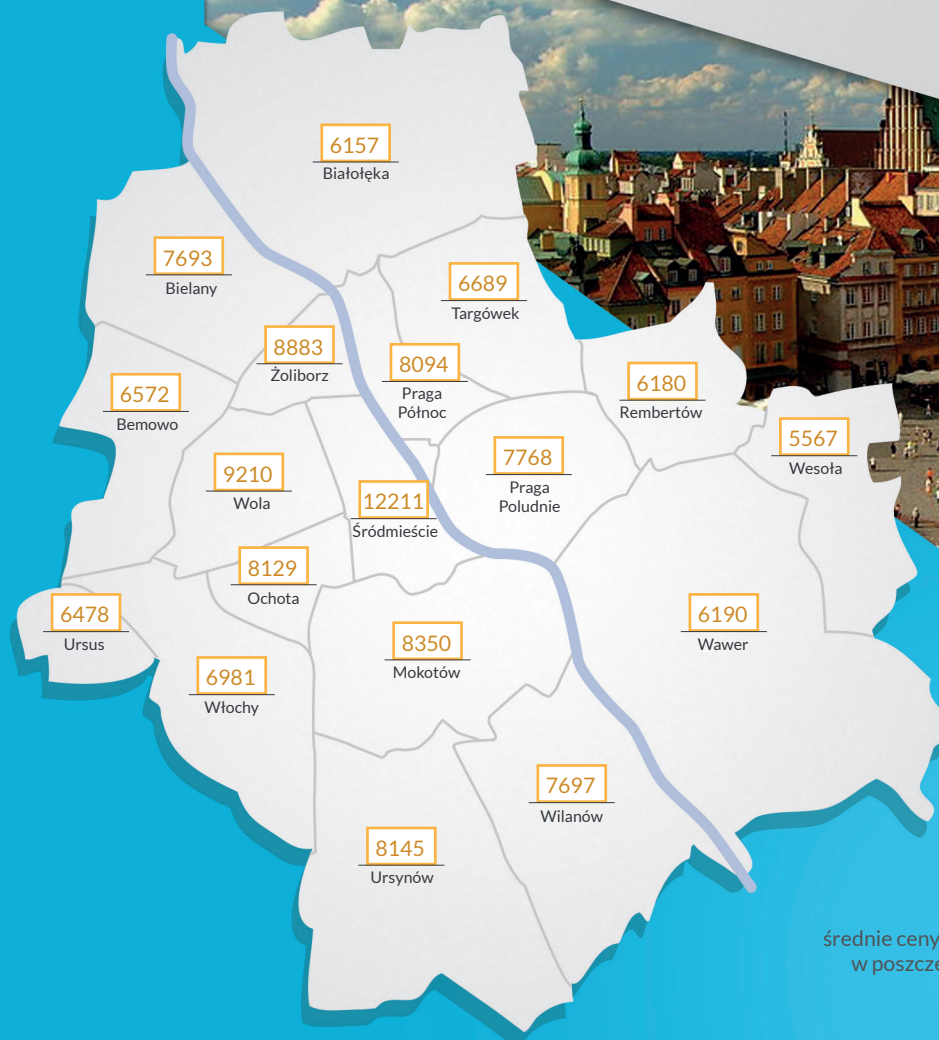 6157
Białołęka
7693
Bielany
6689
Targówek
8883
Żoliborz
8094
Praga
Północ
6572
Bemowo
6180
Rembertów
5567
Wesoła
9210
Wola
7768
Praga
Poludnie
12211
Śródmieście
8129
Ochota
6478
Ursus
6190
Wawer
8350
Mokotów
6981
Włochy
7697
Wilanów
8145
Ursynów
średnie ceny
w poszcze